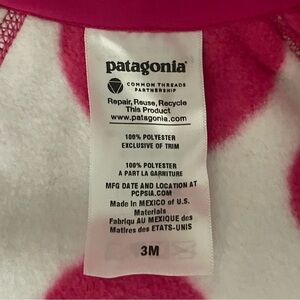 patagonia®
COMMON THREADS
PARTNERSHIP
Repair, Reuse, Recycle
This Product
www.patagonia.com
100% POLYESTER
EXCLUSIVE OF TRIM
100% POLYESTER
A PART LA GARNITURE
MFG DATE AND LOCATION AT
PCPSIA.COM
Made in MEXICO of U.S.
Materials
Fabriqu AU MEXIQUE des
Matires des ETATS-UNIS
3M